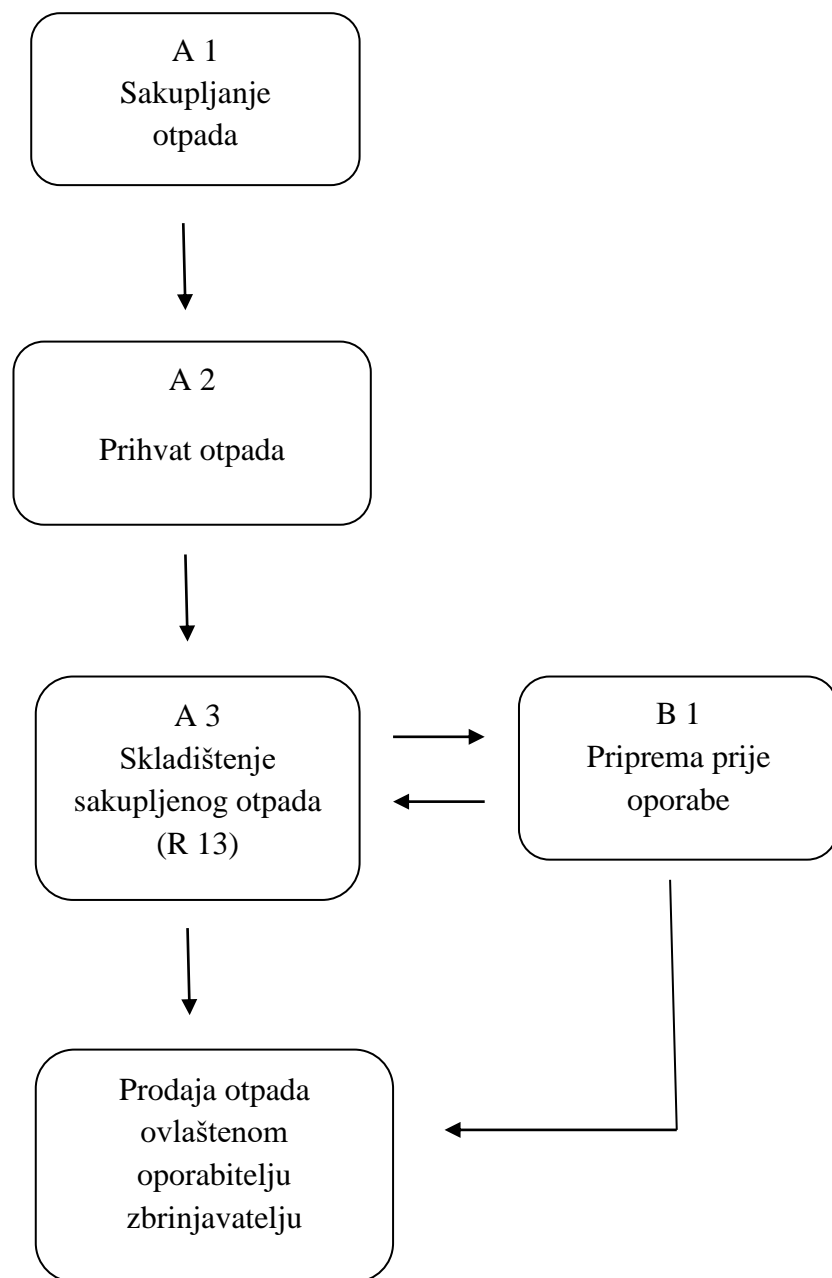 A 1
Sakupljanje
otpada
A 2
Prihvat otpada
A 3
Skladištenje
sakupljenog otpada
(R 13)
B 1
Priprema prije
oporabe
Prodaja otpada
ovlaštenom
oporabitelju
zbrinjavatelju